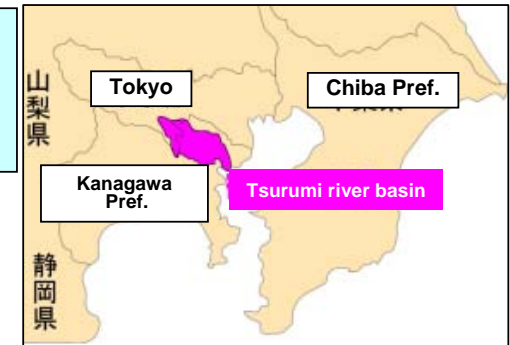 山梨県
Tokyo
Chiba Pref.
Kanagawa
Pref.
Tsurumi river basin
静岡県